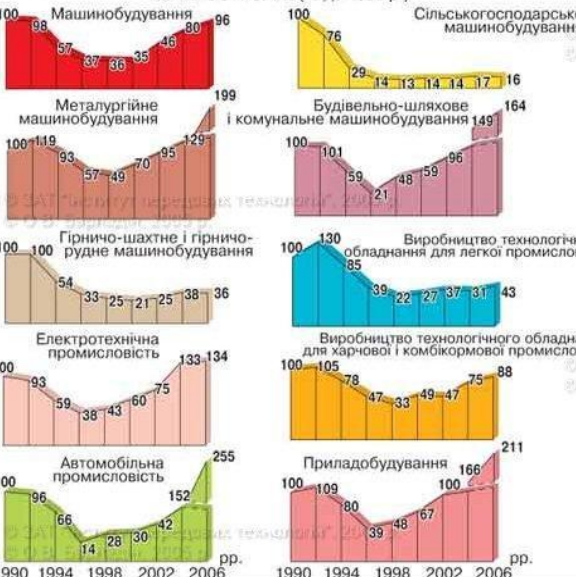 Машинобудування
100 98 57 37 36 35 46 80 96
Сільськогосподарськ
машинобудуванн
100 76 29 14 13 14 14 17 16
Металургійне
машинобудування
100 119 93 57 49 70 95 129 199
Будівельно-шляхове
і комунальне машинобудування
100 101 59 21 48 59 96 149 164
Гірничо-шахтне і гірничо-
рудне машинобудування
100 100 54 33 25 21 25 38 36
Виробництво технологічн
обладнання для легкої промислов
100 130 85 39 22 27 37 31 43
Електротехнічна
промисловість
00 93 59 38 43 60 75 133 134
Виробництво технологічного обладна
для харчової і комбікормової промисло
100 105 78 47 33 49 47 75 88
Автомобільна
промисловість
00 96 66 14 28 30 42 152 255
Приладобудування
100 109 80 39 48 67 100 166 211
1990 1994 1998 2002 2006 рр.
1990 1994 1998 2002 2006 рр.